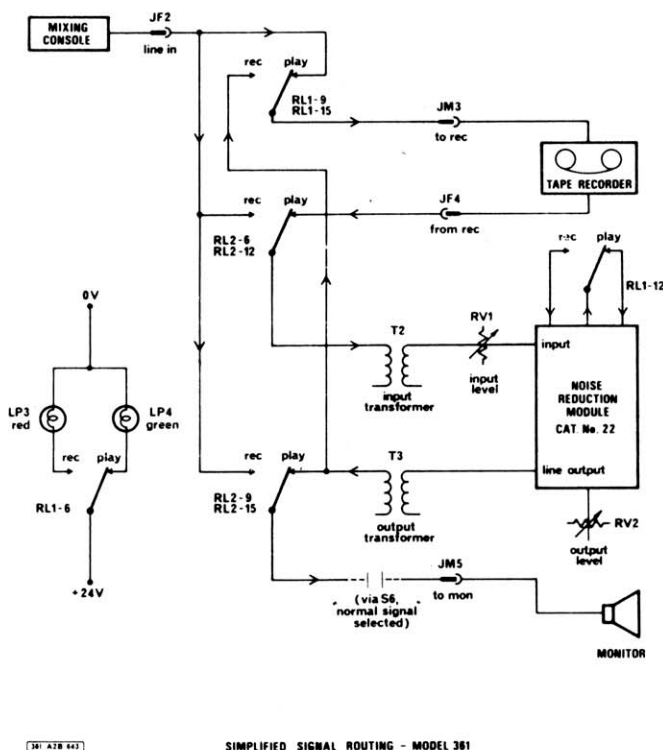 MIXING
CONSOLE
JF2
line in
rec play
RL1-9
RL1-15
JM3
to rec
TAPE RECORDER
rec play
JF4
from rec
RL2-6
RL2-12
rec play
RL1-12
0V
T2
RV1
input
input
transformer
input
level
NOISE
REDUCTION
MODULE
CAT. No. 22
LP3
red
LP4
green
rec play
RL1-6
rec play
T3
line output
RL2-9
RL2-15
output
transformer
RV2
output
level
+24V
(via S6,
normal signal
selected)
JM5
to mon
MONITOR
361 A2B 643
SIMPLIFIED SIGNAL ROUTING - MODEL 361